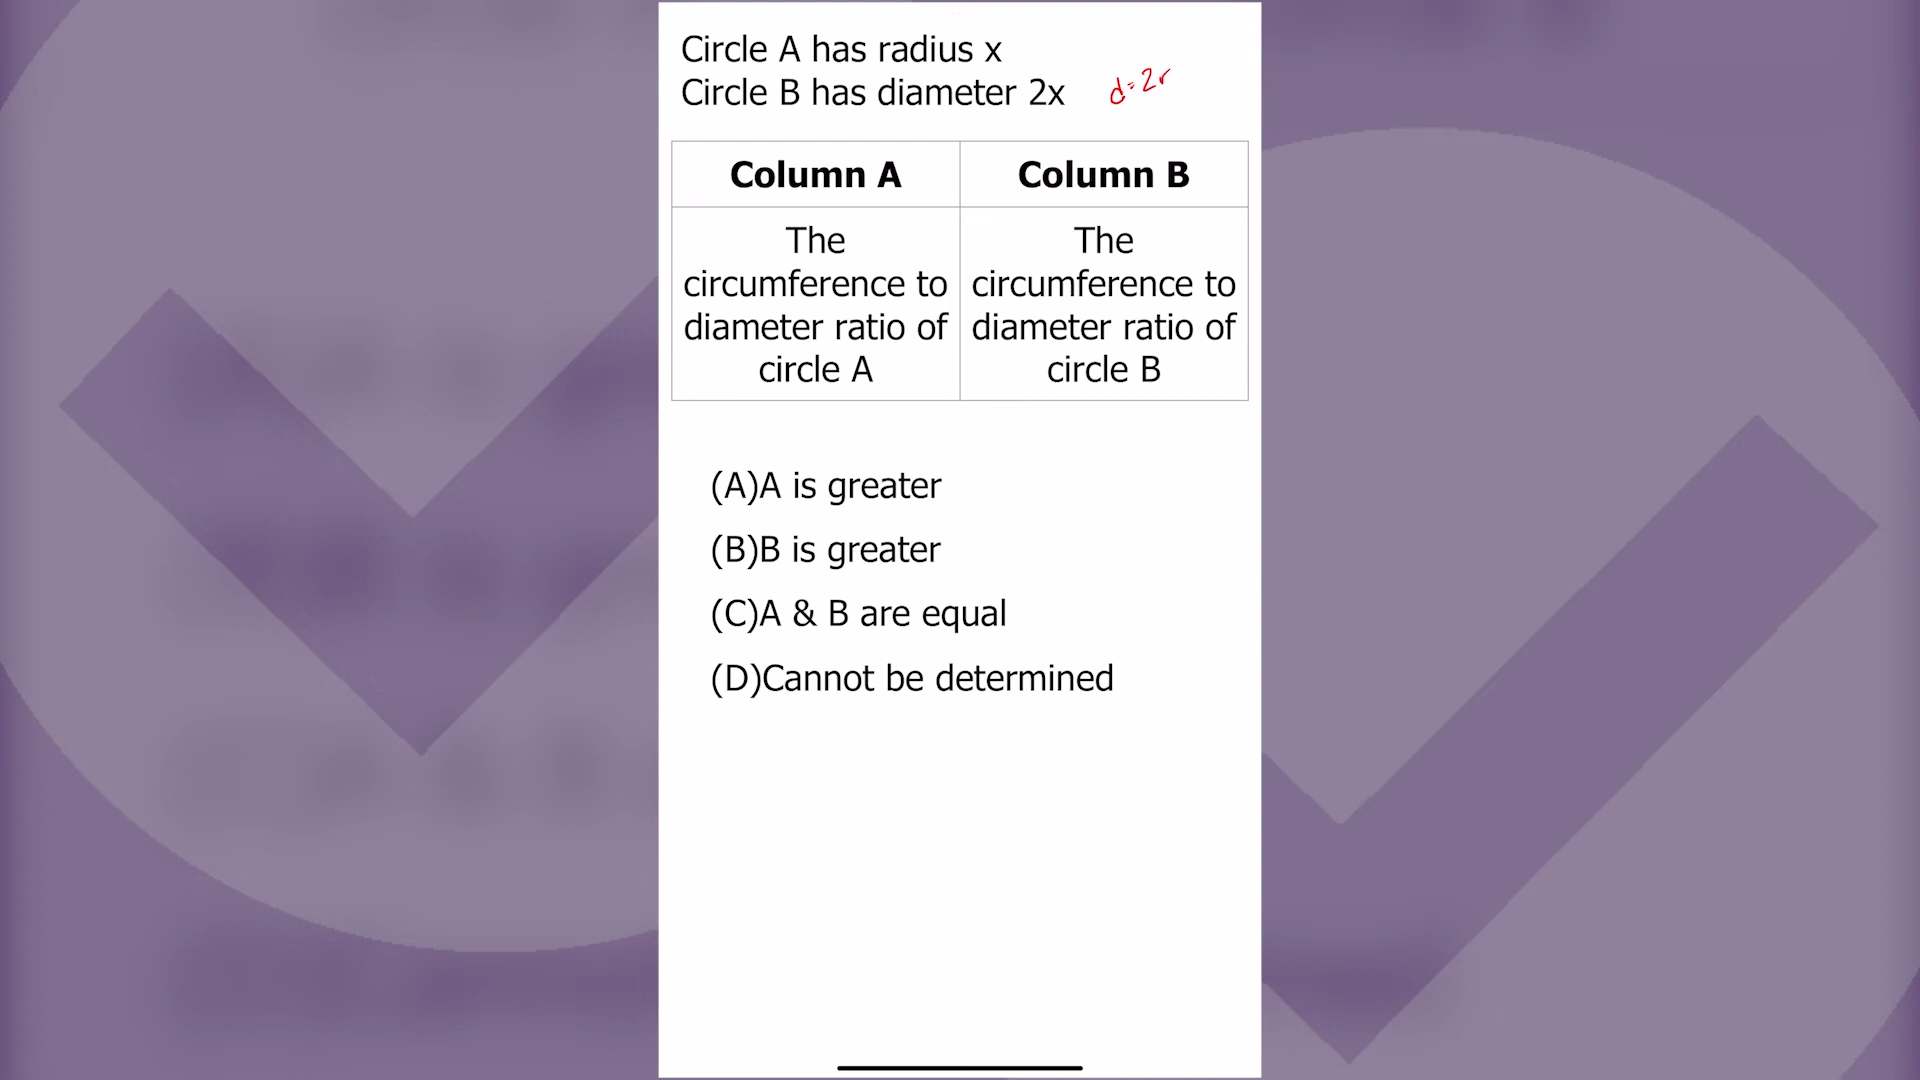 Circle A has radius x
Circle B has diameter 2x
d=2r
Column A
Column B
The
circumference to
diameter ratio of
circle A
The
circumference to
diameter ratio of
circle B
(A)A is greater
(B)B is greater
(C)A & B are equal
(D)Cannot be determined